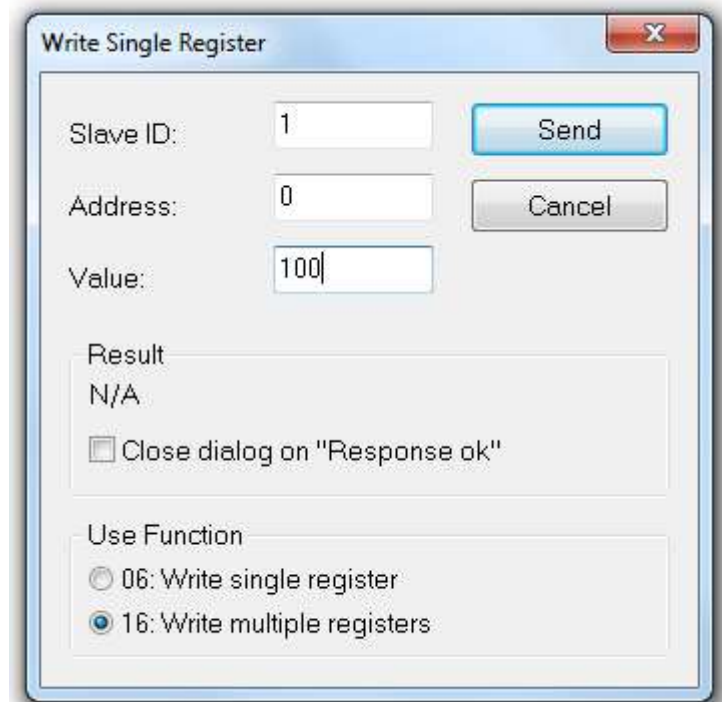 Write Single Register
Slave ID: 1 Send
Address: 0 Cancel
Value: 100
Result
N/A
Close dialog on "Response ok"
Use Function
06: Write single register
16: Write multiple registers